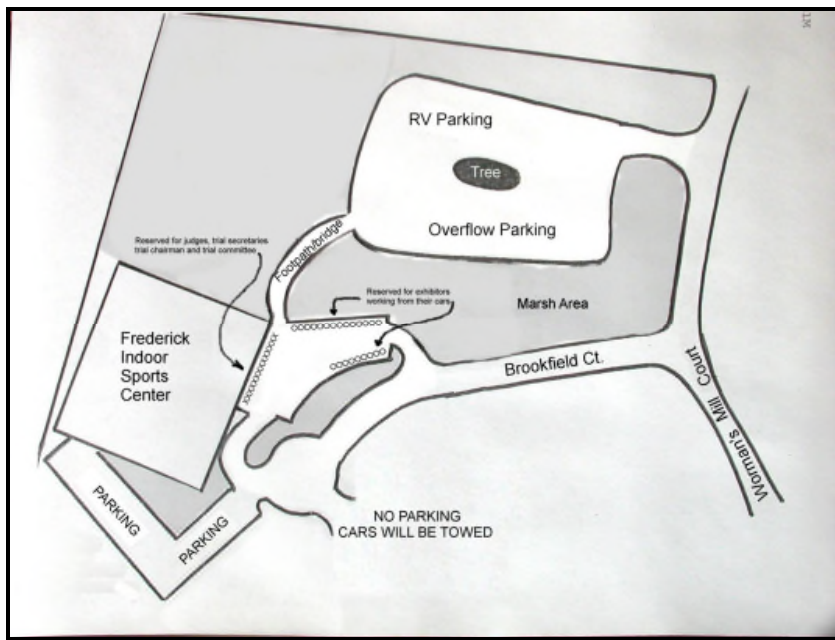 1M
RV Parking
Tree
Overflow Parking
Footpath/bridge
Reserved for judges, trial secretaries
trial chairman and trial committee
Reserved for exhibitors
working from their cars
Marsh Area
Frederick
Indoor
Sports
Center
Brookfield Ct.
Worman's Mill Court
PARKING
PARKING
NO PARKING
CARS WILL BE TOWED